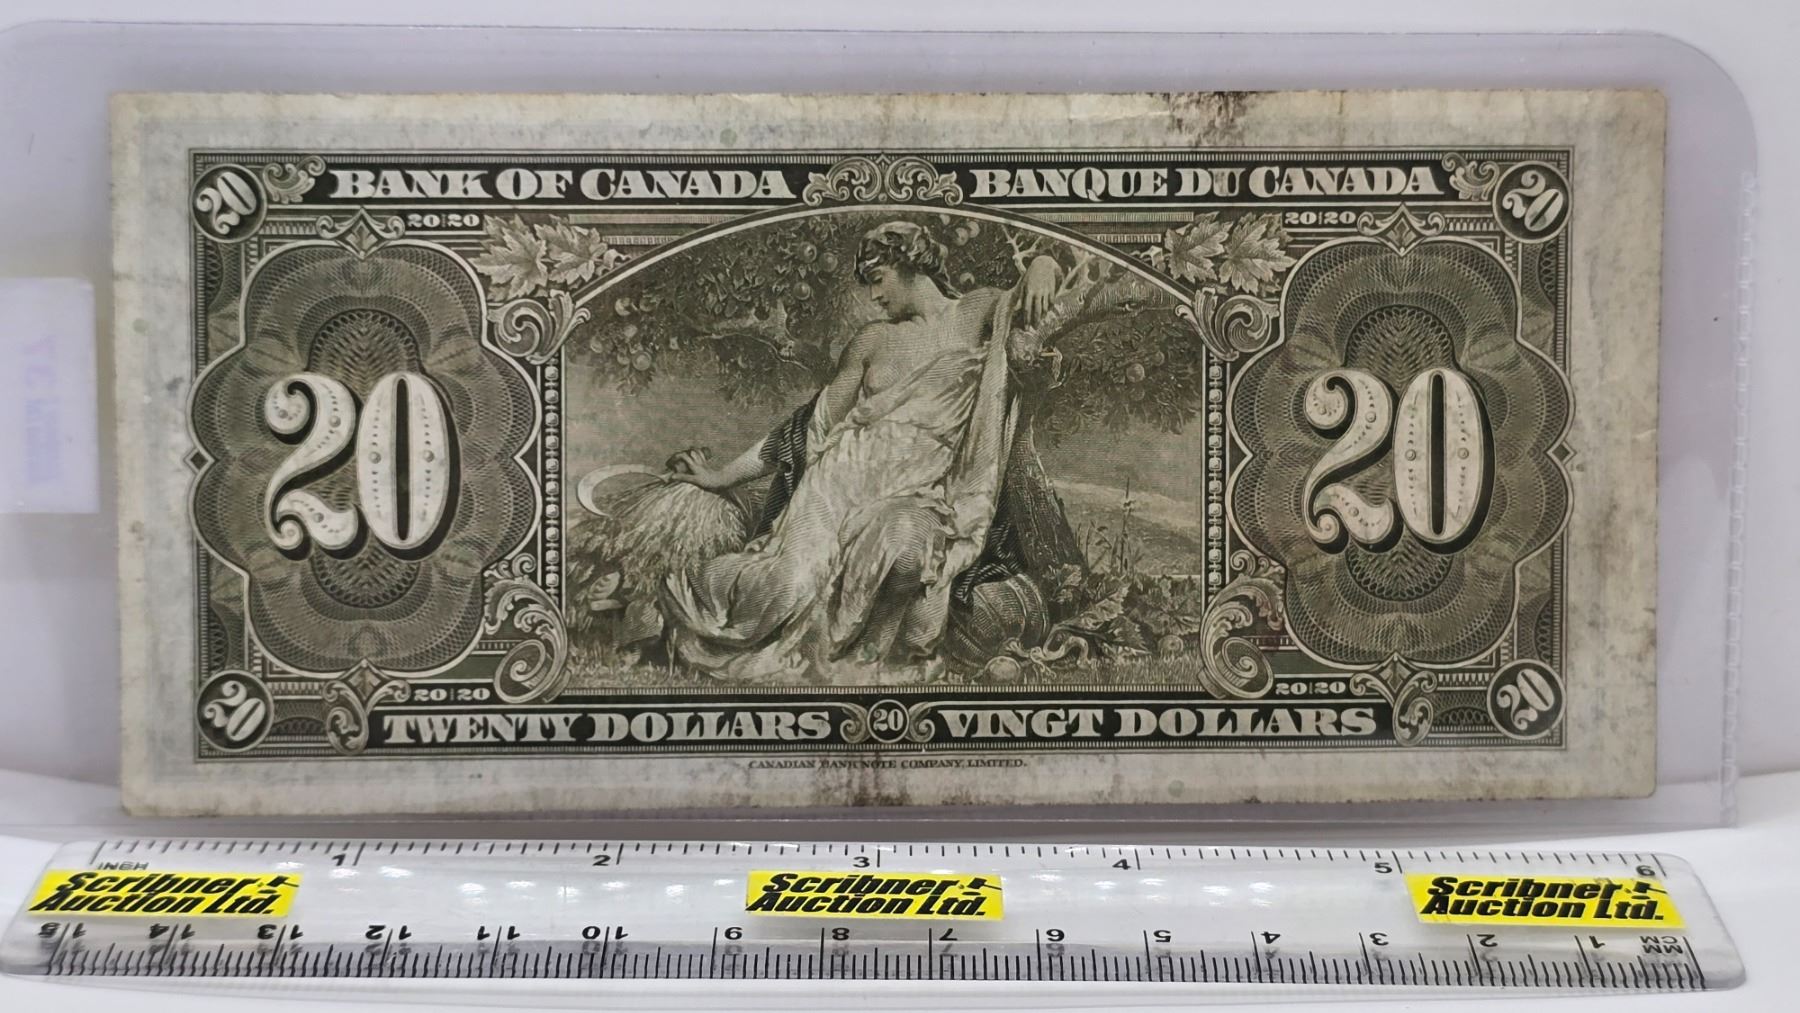 20 BANK OF CANADA BANQUE DU CANADA 20
20|20 20|20
20 20
20|20 20|20
20 TWENTY DOLLARS 20 VINGT DOLLARS 20
CANADIAN BANK NOTE COMPANY, LIMITED.
INCH 1 2 3 4 5 6
Scribner Auction Ltd. Scribner Auction Ltd. Scribner Auction Ltd.
15 14 13 12 11 10 9 8 7 6 5 4 3 2 1 MM CM